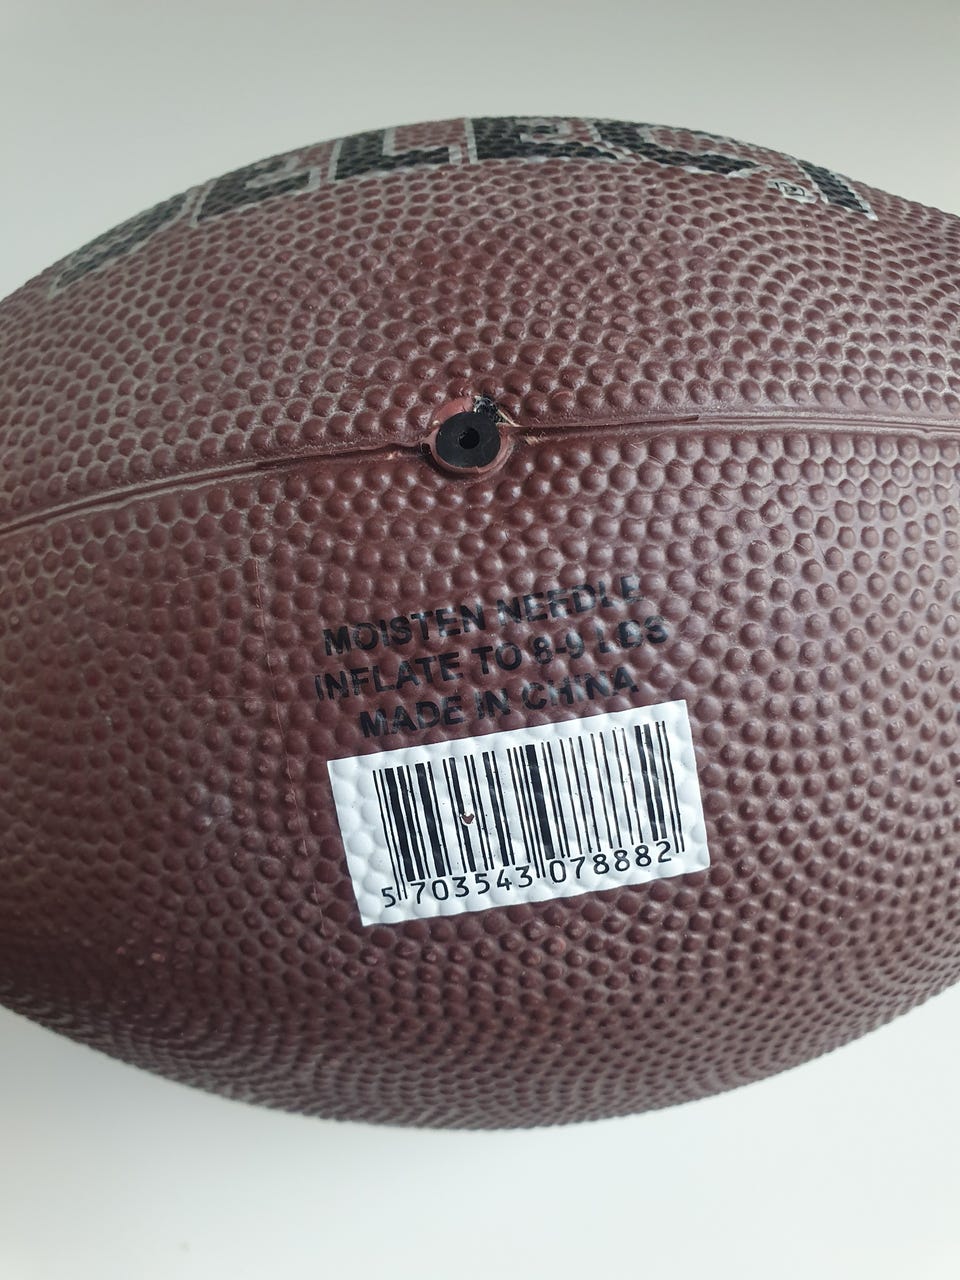 ®
MOISTEN NEEDLE
INFLATE TO 8-9 LBS
MADE IN CHINA
5 703543 078882